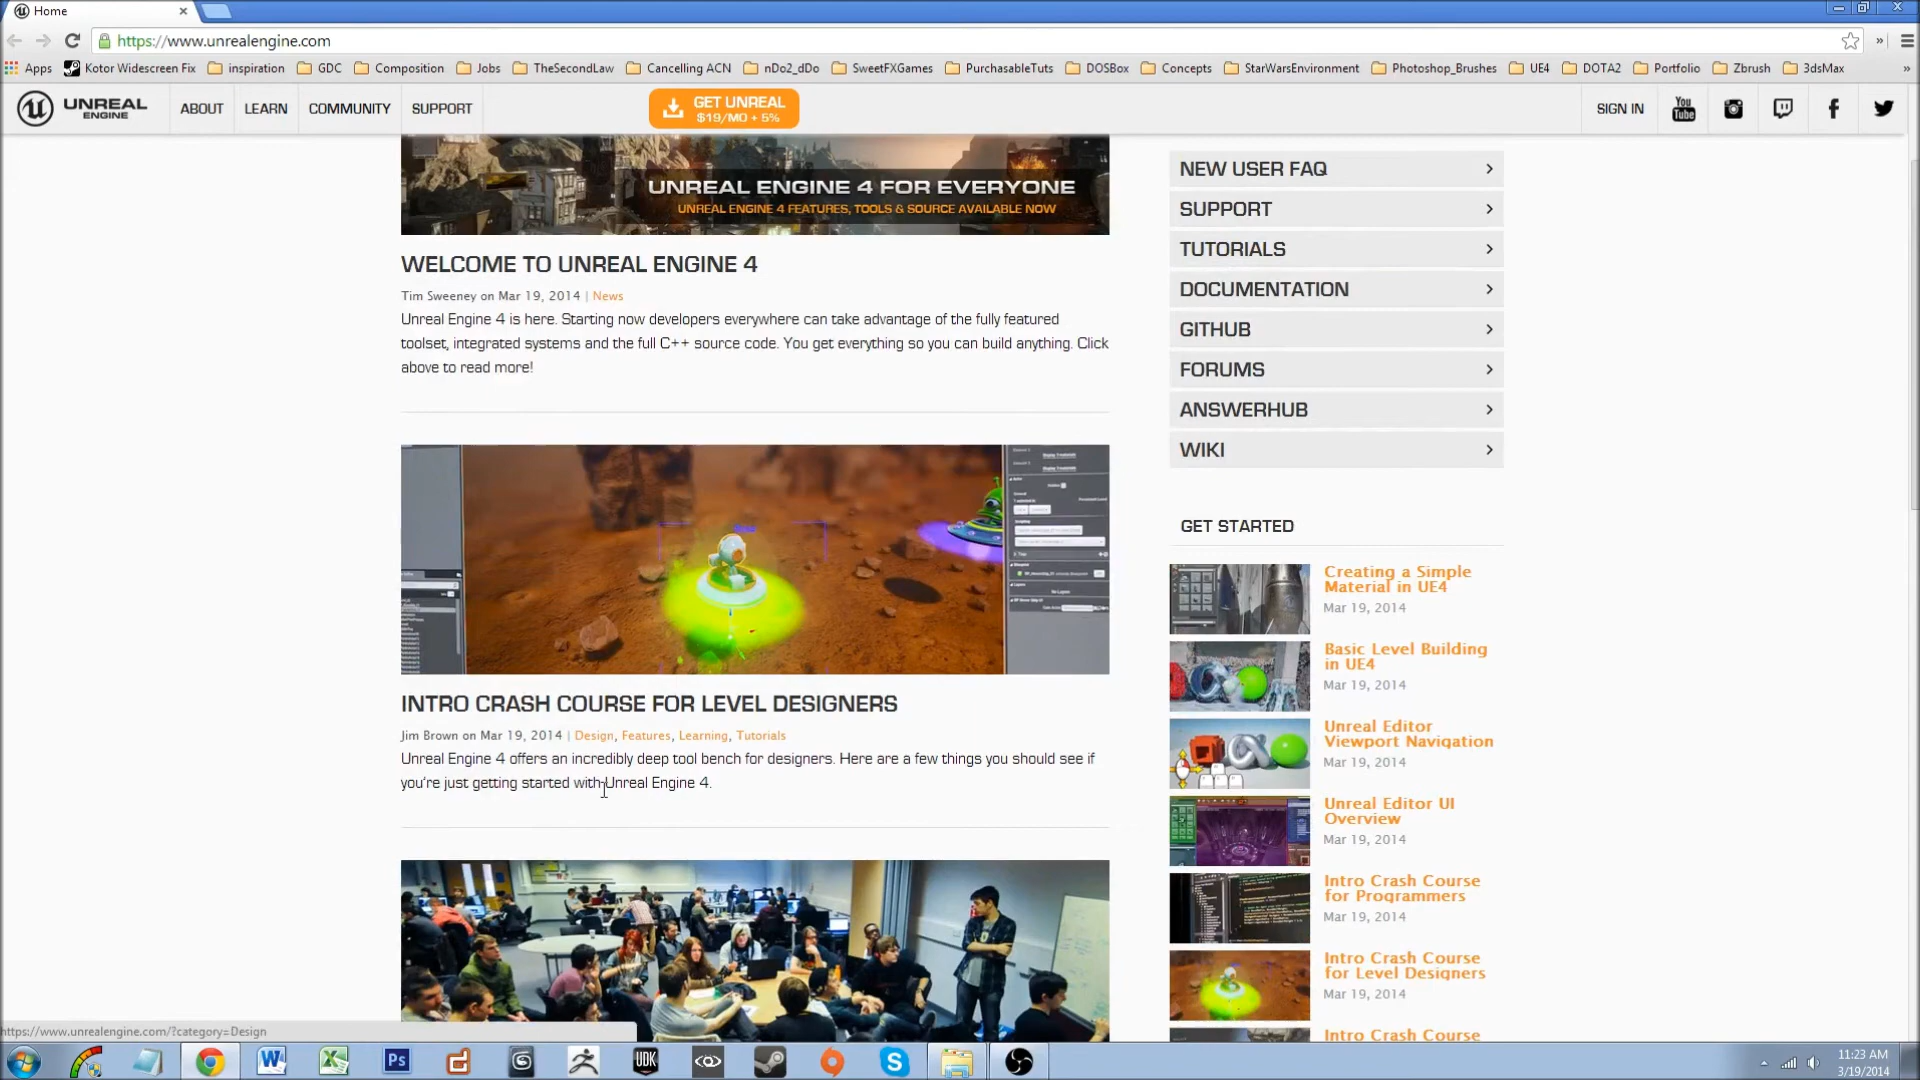 Home
https://www.unrealengine.com
Apps Kotor Widescreen Fix inspiration GDC Composition Jobs TheSecondLaw Cancelling ACN nDo2_dDo SweetFXGames PurchasableTuts DOSBox Concepts StarWarsEnvironment Photoshop_Brushes UE4 DOTA2 Portfolio Zbrush 3dsMax »
UNREAL
ENGINE
ABOUT LEARN COMMUNITY SUPPORT
GET UNREAL
$19/MO + 5%
SIGN IN
You
Tube
UNREAL ENGINE 4 FOR EVERYONE
UNREAL ENGINE 4 FEATURES, TOOLS & SOURCE AVAILABLE NOW
WELCOME TO UNREAL ENGINE 4
Tim Sweeney on Mar 19, 2014 | News
Unreal Engine 4 is here. Starting now developers everywhere can take advantage of the fully featured
toolset, integrated systems and the full C++ source code. You get everything so you can build anything. Click
above to read more!
INTRO CRASH COURSE FOR LEVEL DESIGNERS
Jim Brown on Mar 19, 2014 | Design, Features, Learning, Tutorials
Unreal Engine 4 offers an incredibly deep tool bench for designers. Here are a few things you should see if
you're just getting started with Unreal Engine 4.
NEW USER FAQ
SUPPORT
TUTORIALS
DOCUMENTATION
GITHUB
FORUMS
ANSWERHUB
WIKI
GET STARTED
Creating a Simple
Material in UE4
Mar 19, 2014
Basic Level Building
in UE4
Mar 19, 2014
Unreal Editor
Viewport Navigation
Mar 19, 2014
Unreal Editor UI
Overview
Mar 19, 2014
Intro Crash Course
for Programmers
Mar 19, 2014
Intro Crash Course
for Level Designers
Mar 19, 2014
Intro Crash Course
https://www.unrealengine.com/?category=Design
Ps
UDK
11:23 AM
3/19/2014